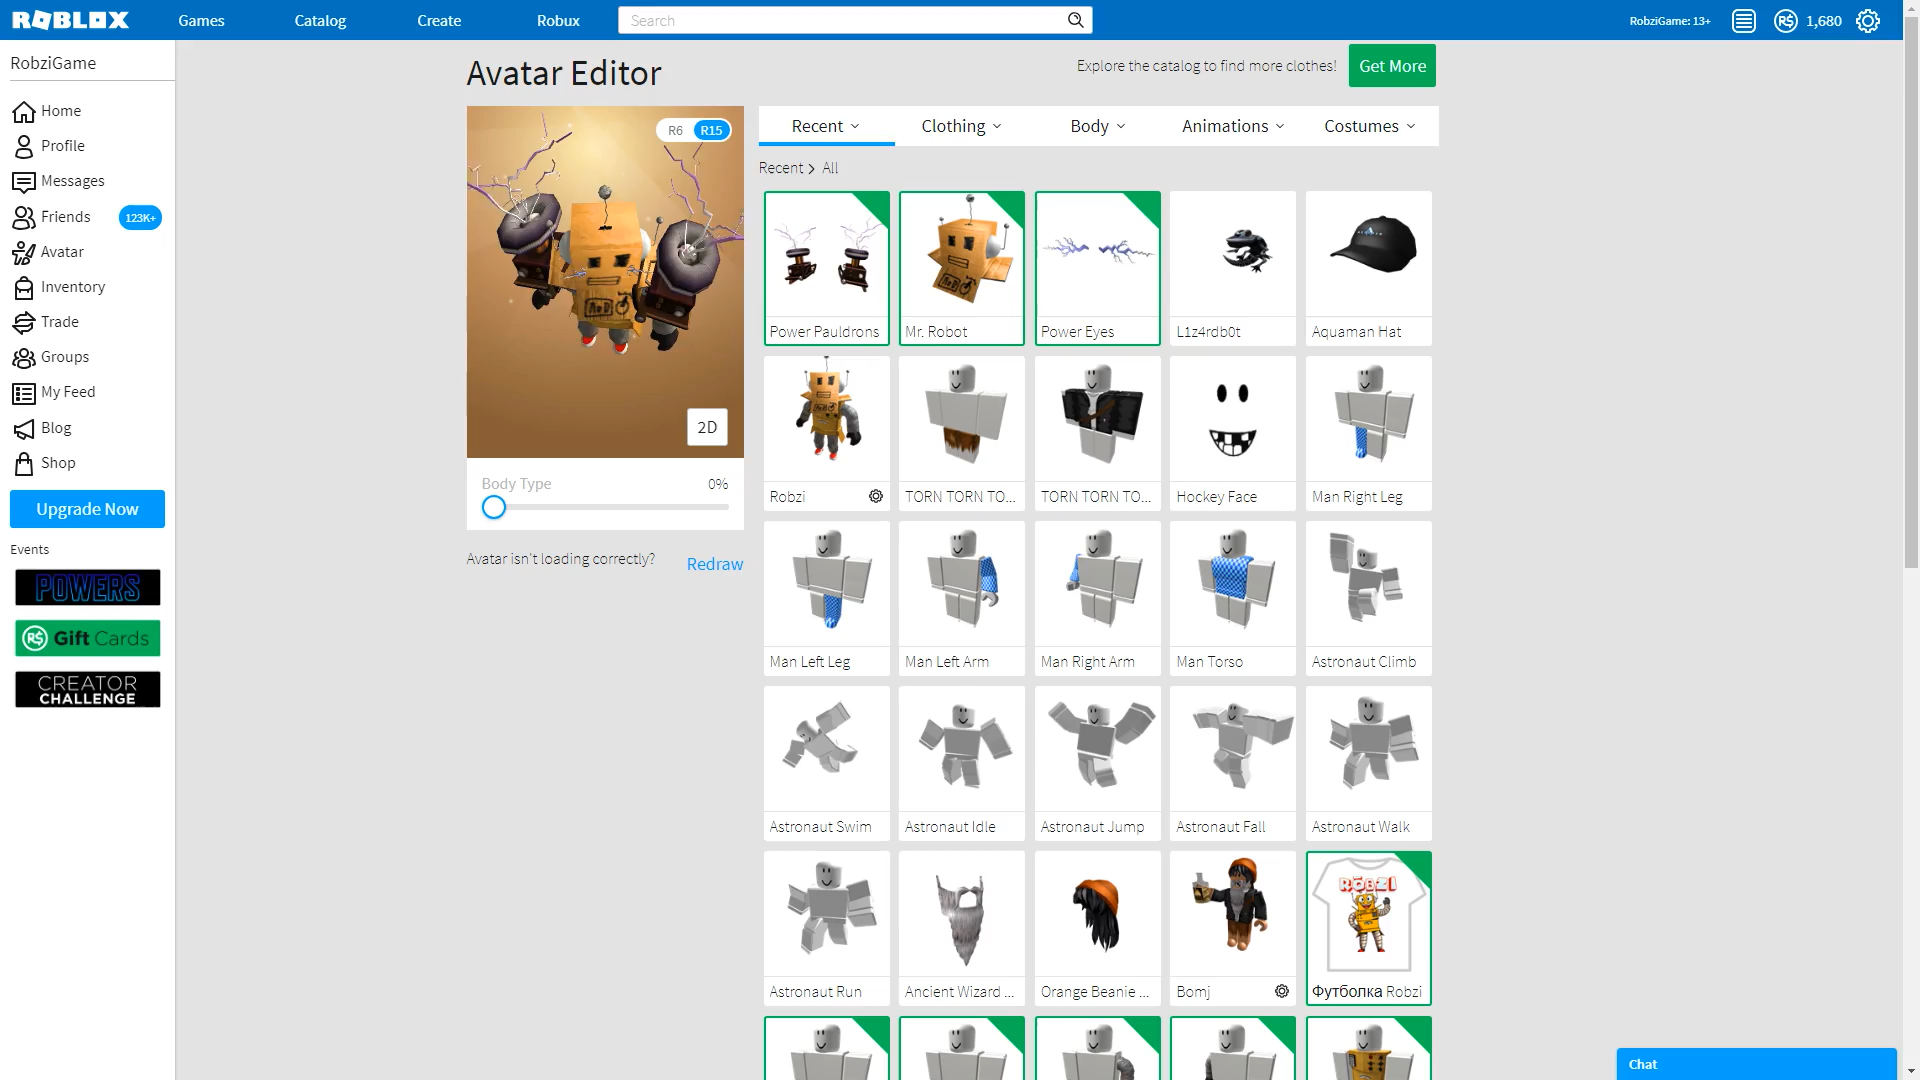 ROBLOX
Games
Catalog
Create
Robux
Search
RobziGame: 13+
R$
1,680
RobziGame
Home
Profile
Messages
Friends
123K+
Avatar
Inventory
Trade
Groups
My Feed
Blog
Shop
Upgrade Now
Events
POWERS
R$ Gift Cards
CREATOR
CHALLENGE
Avatar Editor
Explore the catalog to find more clothes!
Get More
R6
R15
2D
Body Type
0%
Avatar isn't loading correctly?
Redraw
Recent
Clothing
Body
Animations
Costumes
Recent > All
Power Pauldrons
Mr. Robot
Power Eyes
L1z4rdb0t
Aquaman Hat
Robzi
TORN TORN TO...
TORN TORN TO...
Hockey Face
Man Right Leg
Man Left Leg
Man Left Arm
Man Right Arm
Man Torso
Astronaut Climb
Astronaut Swim
Astronaut Idle
Astronaut Jump
Astronaut Fall
Astronaut Walk
Astronaut Run
Ancient Wizard ...
Orange Beanie ...
Bomj
ROBZI
Футболка Robzi
Chat